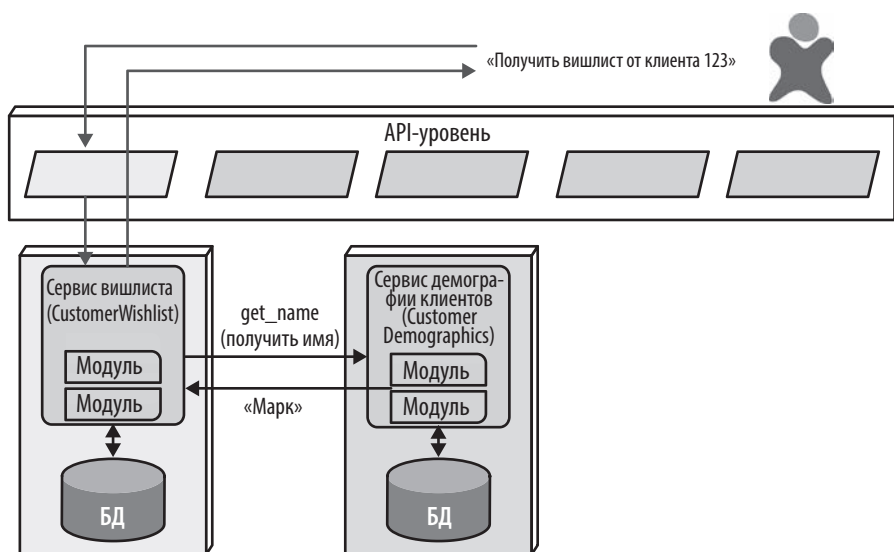 «Получить вишлист от клиента 123»
API-уровень
Сервис вишлиста
(CustomerWishlist)
Модуль
Модуль
БД
get_name
(получить имя)
«Марк»
Сервис демогра-
фии клиентов
(Customer
Demographics)
Модуль
Модуль
БД